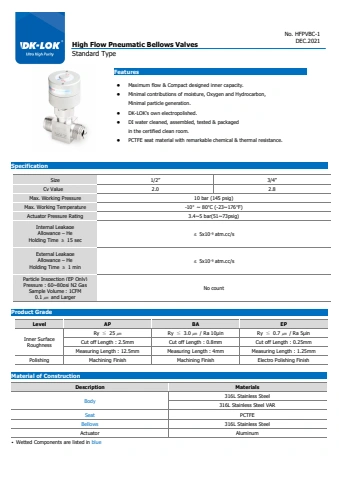 DK-LOK
Ultra High Purity
No. HFPVBC-1
DEC.2021
High Flow Pneumatic Bellows Valves
Standard Type
Features
● Maximum flow & Compact designed inner capacity.
● Minimal contributions of moisture, Oxygen and Hydrocarbon,
Minimal particle generation.
● DK-LOK's own electropolished.
● DI water cleaned, assembled, tested & packaged
in the certified clean room.
● PCTFE seat material with remarkable chemical & thermal resistance.
Specification
Size 1/2" 3/4"
Cv Value 2.0 2.8
Max. Working Pressure 10 bar (145 psig)
Max. Working Temperature -10° ~ 80°C (-23~176°F)
Actuator Pressure Rating 3.4~5 bar(51~73psig)
Internal Leakage
Allowance – He
Holding Time ≥ 15 sec
≤ 5x10⁻⁹ atm.cc/s
External Leakage
Allowance – He
Holding Time ≥ 1 min
≤ 5x10⁻⁹ atm.cc/s
Particle Inspection (EP Only)
Pressure : 60~80psi N2 Gas
Sample Volume : 1CFM
0.1 ㎛ and Larger
No count
Product Grade
Level AP BA EP
Inner Surface
Roughness
Ry ≤ 25 ㎛ Ry ≤ 3.0 ㎛ / Ra 10μin Ry ≤ 0.7 ㎛ / Ra 5μin
Cut off Length : 2.5mm Cut off Length : 0.8mm Cut off Length : 0.25mm
Measuring Length : 12.5mm Measuring Length : 4mm Measuring Length : 1.25mm
Polishing Machining Finish Machining Finish Electro Polishing Finish
Material of Construction
Description Materials
Body 316L Stainless Steel
316L Stainless Steel VAR
Seat PCTFE
Bellows 316L Stainless Steel
Actuator Aluminum
• Wetted Components are listed in blue